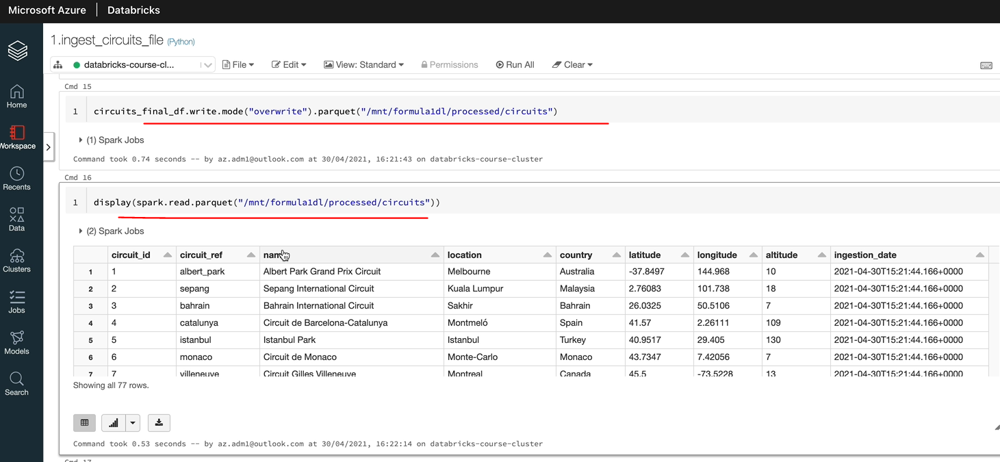 Microsoft Azure Databricks
1.ingest_circuits_file (Python)
databricks-course-cl... File Edit View: Standard Permissions Run All Clear
Home
Workspace
Recents
Data
Clusters
Jobs
Models
Search
Cmd 15
1 circuits_final_df.write.mode("overwrite").parquet("/mnt/formula1dl/processed/circuits")
(1) Spark Jobs
Command took 0.74 seconds -- by az.adm1@outlook.com at 30/04/2021, 16:21:43 on databricks-course-cluster
Cmd 16
1 display(spark.read.parquet("/mnt/formula1dl/processed/circuits"))
(2) Spark Jobs
circuit_id circuit_ref name location country latitude longitude altitude ingestion_date
1 1 albert_park Albert Park Grand Prix Circuit Melbourne Australia -37.8497 144.968 10 2021-04-30T15:21:44.166+0000
2 2 sepang Sepang International Circuit Kuala Lumpur Malaysia 2.76083 101.738 18 2021-04-30T15:21:44.166+0000
3 3 bahrain Bahrain International Circuit Sakhir Bahrain 26.0325 50.5106 7 2021-04-30T15:21:44.166+0000
4 4 catalunya Circuit de Barcelona-Catalunya Montmeló Spain 41.57 2.26111 109 2021-04-30T15:21:44.166+0000
5 5 istanbul Istanbul Park Istanbul Turkey 40.9517 29.405 130 2021-04-30T15:21:44.166+0000
6 6 monaco Circuit de Monaco Monte-Carlo Monaco 43.7347 7.42056 7 2021-04-30T15:21:44.166+0000
7 7 villeneuve Circuit Gilles Villeneuve Montreal Canada 45.5 -73.5228 13 2021-04-30T15:21:44.166+0000
Showing all 77 rows.
Command took 0.53 seconds -- by az.adm1@outlook.com at 30/04/2021, 16:22:14 on databricks-course-cluster
Cmd 17